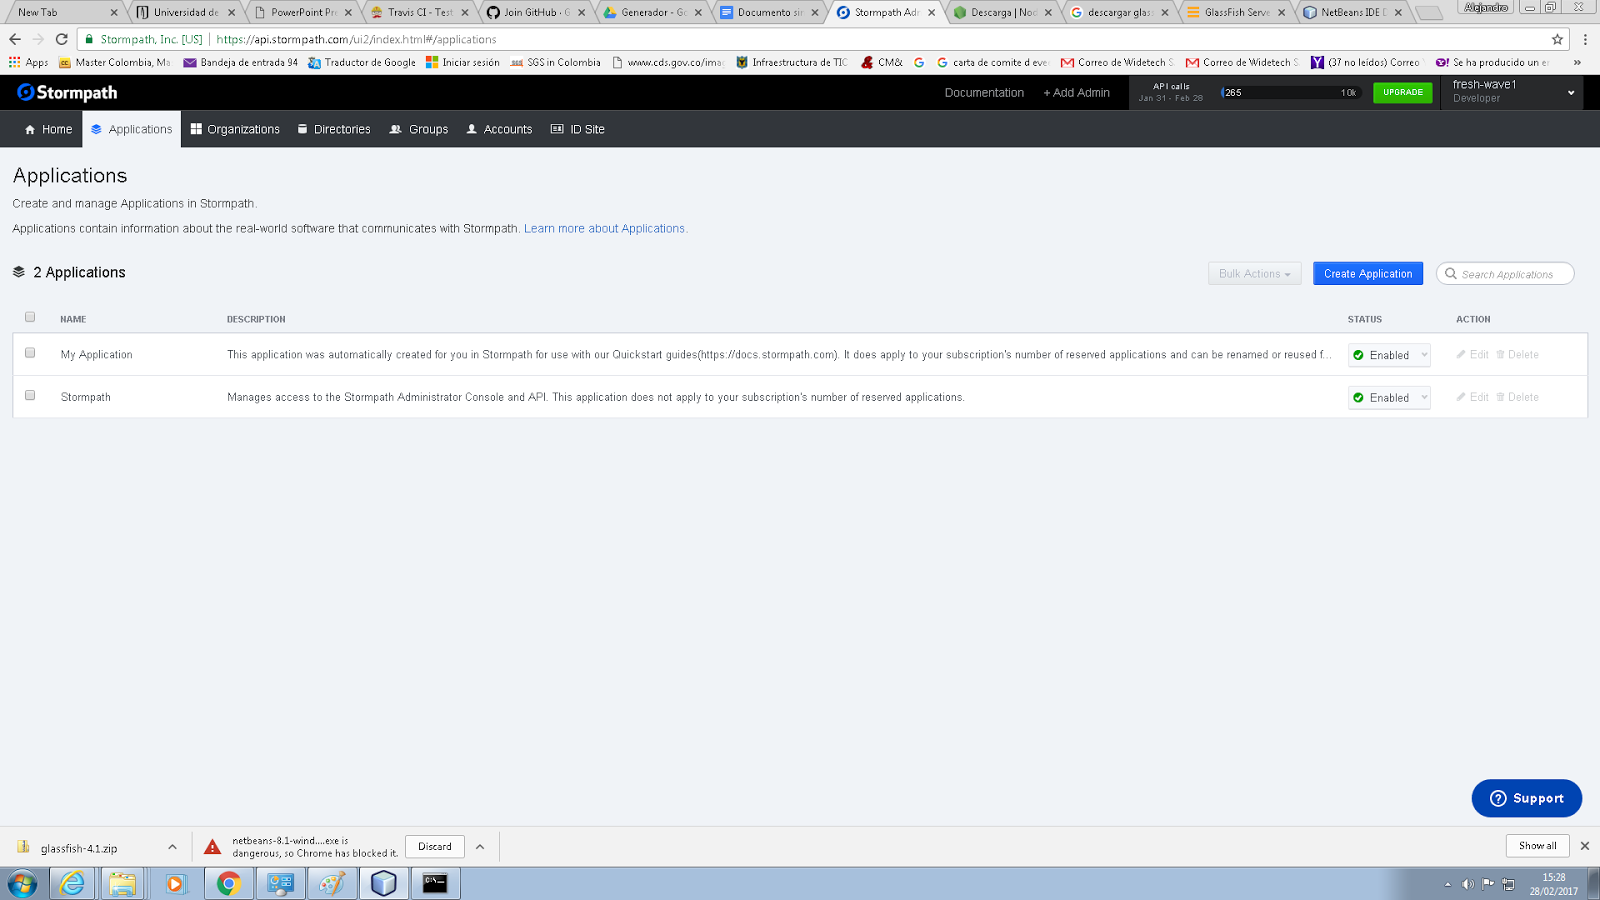 New Tab
Universidad de
PowerPoint Pr
Travis CI - Test
Join GitHub · G
Generador - Go
Documento sin
Stormpath Adm
Descarga | Nod
descargar glass
GlassFish Serve
NetBeans IDE D
Alejandro
Stormpath, Inc. [US] | https://api.stormpath.com/ui2/index.html#/applications
Apps
Master Colombia, Ma
Bandeja de entrada 94
Traductor de Google
Iniciar sesión
SGS in Colombia
www.cds.gov.co/imag
Infraestructura de TIC
CM&
carta de comite d eve
Correo de Widetech S
Correo de Widetech S
(37 no leídos) Correo
Se ha producido un er
»
Stormpath
Documentation
+ Add Admin
API calls
Jan 31 - Feb 28
265
10k
UPGRADE
fresh-wave1
Developer
Home
Applications
Organizations
Directories
Groups
Accounts
ID Site
Applications
Create and manage Applications in Stormpath.
Applications contain information about the real-world software that communicates with Stormpath. Learn more about Applications.
2 Applications
Bulk Actions
Create Application
Search Applications
NAME DESCRIPTION STATUS ACTION
My Application This application was automatically created for you in Stormpath for use with our Quickstart guides(https://docs.stormpath.com). It does apply to your subscription's number of reserved applications and can be renamed or reused f... Enabled Edit Delete
Stormpath Manages access to the Stormpath Administrator Console and API. This application does not apply to your subscription's number of reserved applications. Enabled Edit Delete
Support
glassfish-4.1.zip
netbeans-8.1-wind....exe is
dangerous, so Chrome has blocked it.
Discard
Show all
15:28
28/02/2017